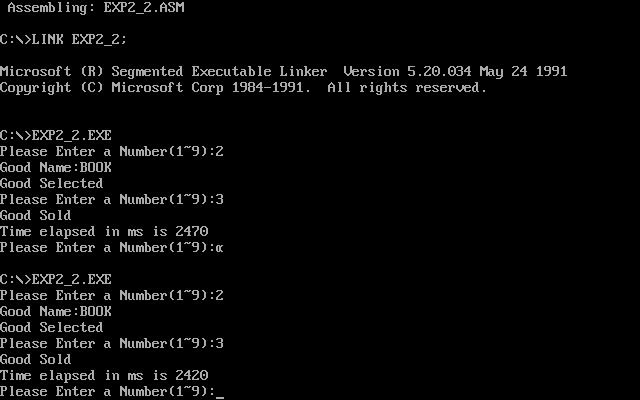 Assembling: EXP2_2.ASM
C:\>LINK EXP2_2;
Microsoft (R) Segmented Executable Linker  Version 5.20.034 May 24 1991
Copyright (C) Microsoft Corp 1984-1991.  All rights reserved.
C:\>EXP2_2.EXE
Please Enter a Number(1~9):2
Good Name:BOOK
Good Selected
Please Enter a Number(1~9):3
Good Sold
Time elapsed in ms is 2470
Please Enter a Number(1~9):α
C:\>EXP2_2.EXE
Please Enter a Number(1~9):2
Good Name:BOOK
Good Selected
Please Enter a Number(1~9):3
Good Sold
Time elapsed in ms is 2420
Please Enter a Number(1~9):_